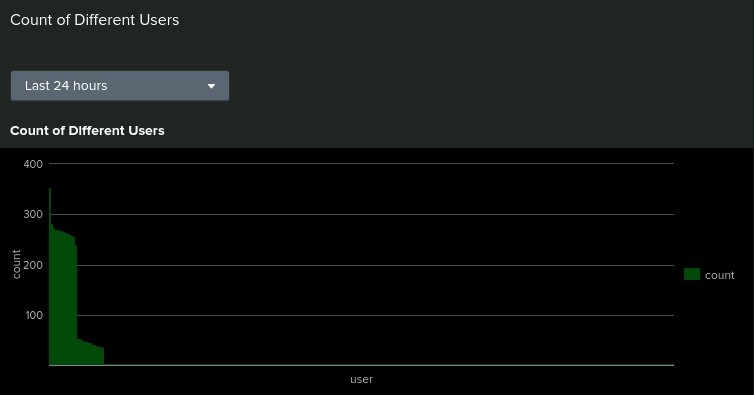 Count of Different Users
Last 24 hours
Count of DIfferent Users
400
300
200
100
count
count
user